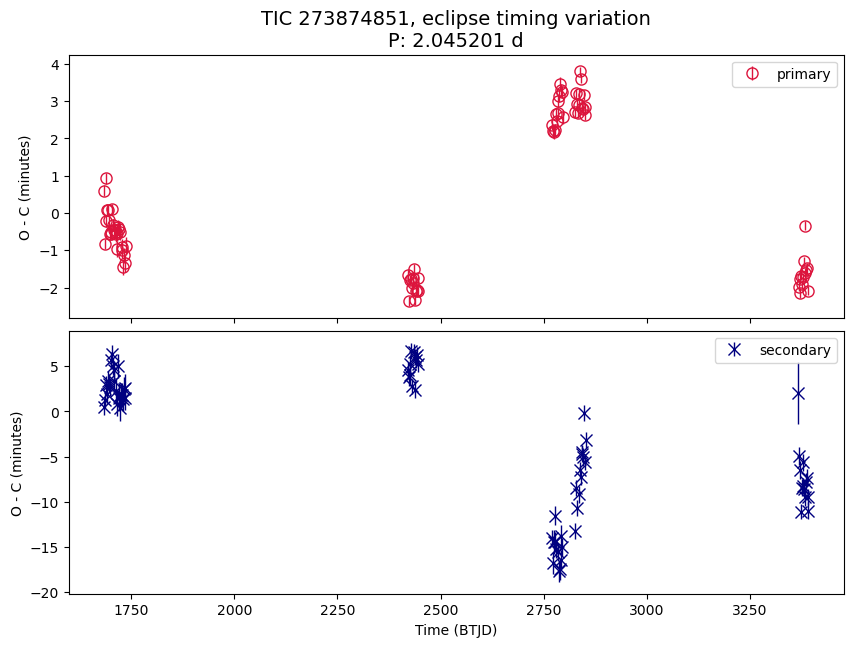 TIC 273874851, eclipse timing variation
P: 2.045201 d
primary
4
3
2
1
0
−1
−2
O - C (minutes)
secondary
5
0
−5
−10
−15
−20
O - C (minutes)
1750
2000
2250
2500
2750
3000
3250
Time (BTJD)